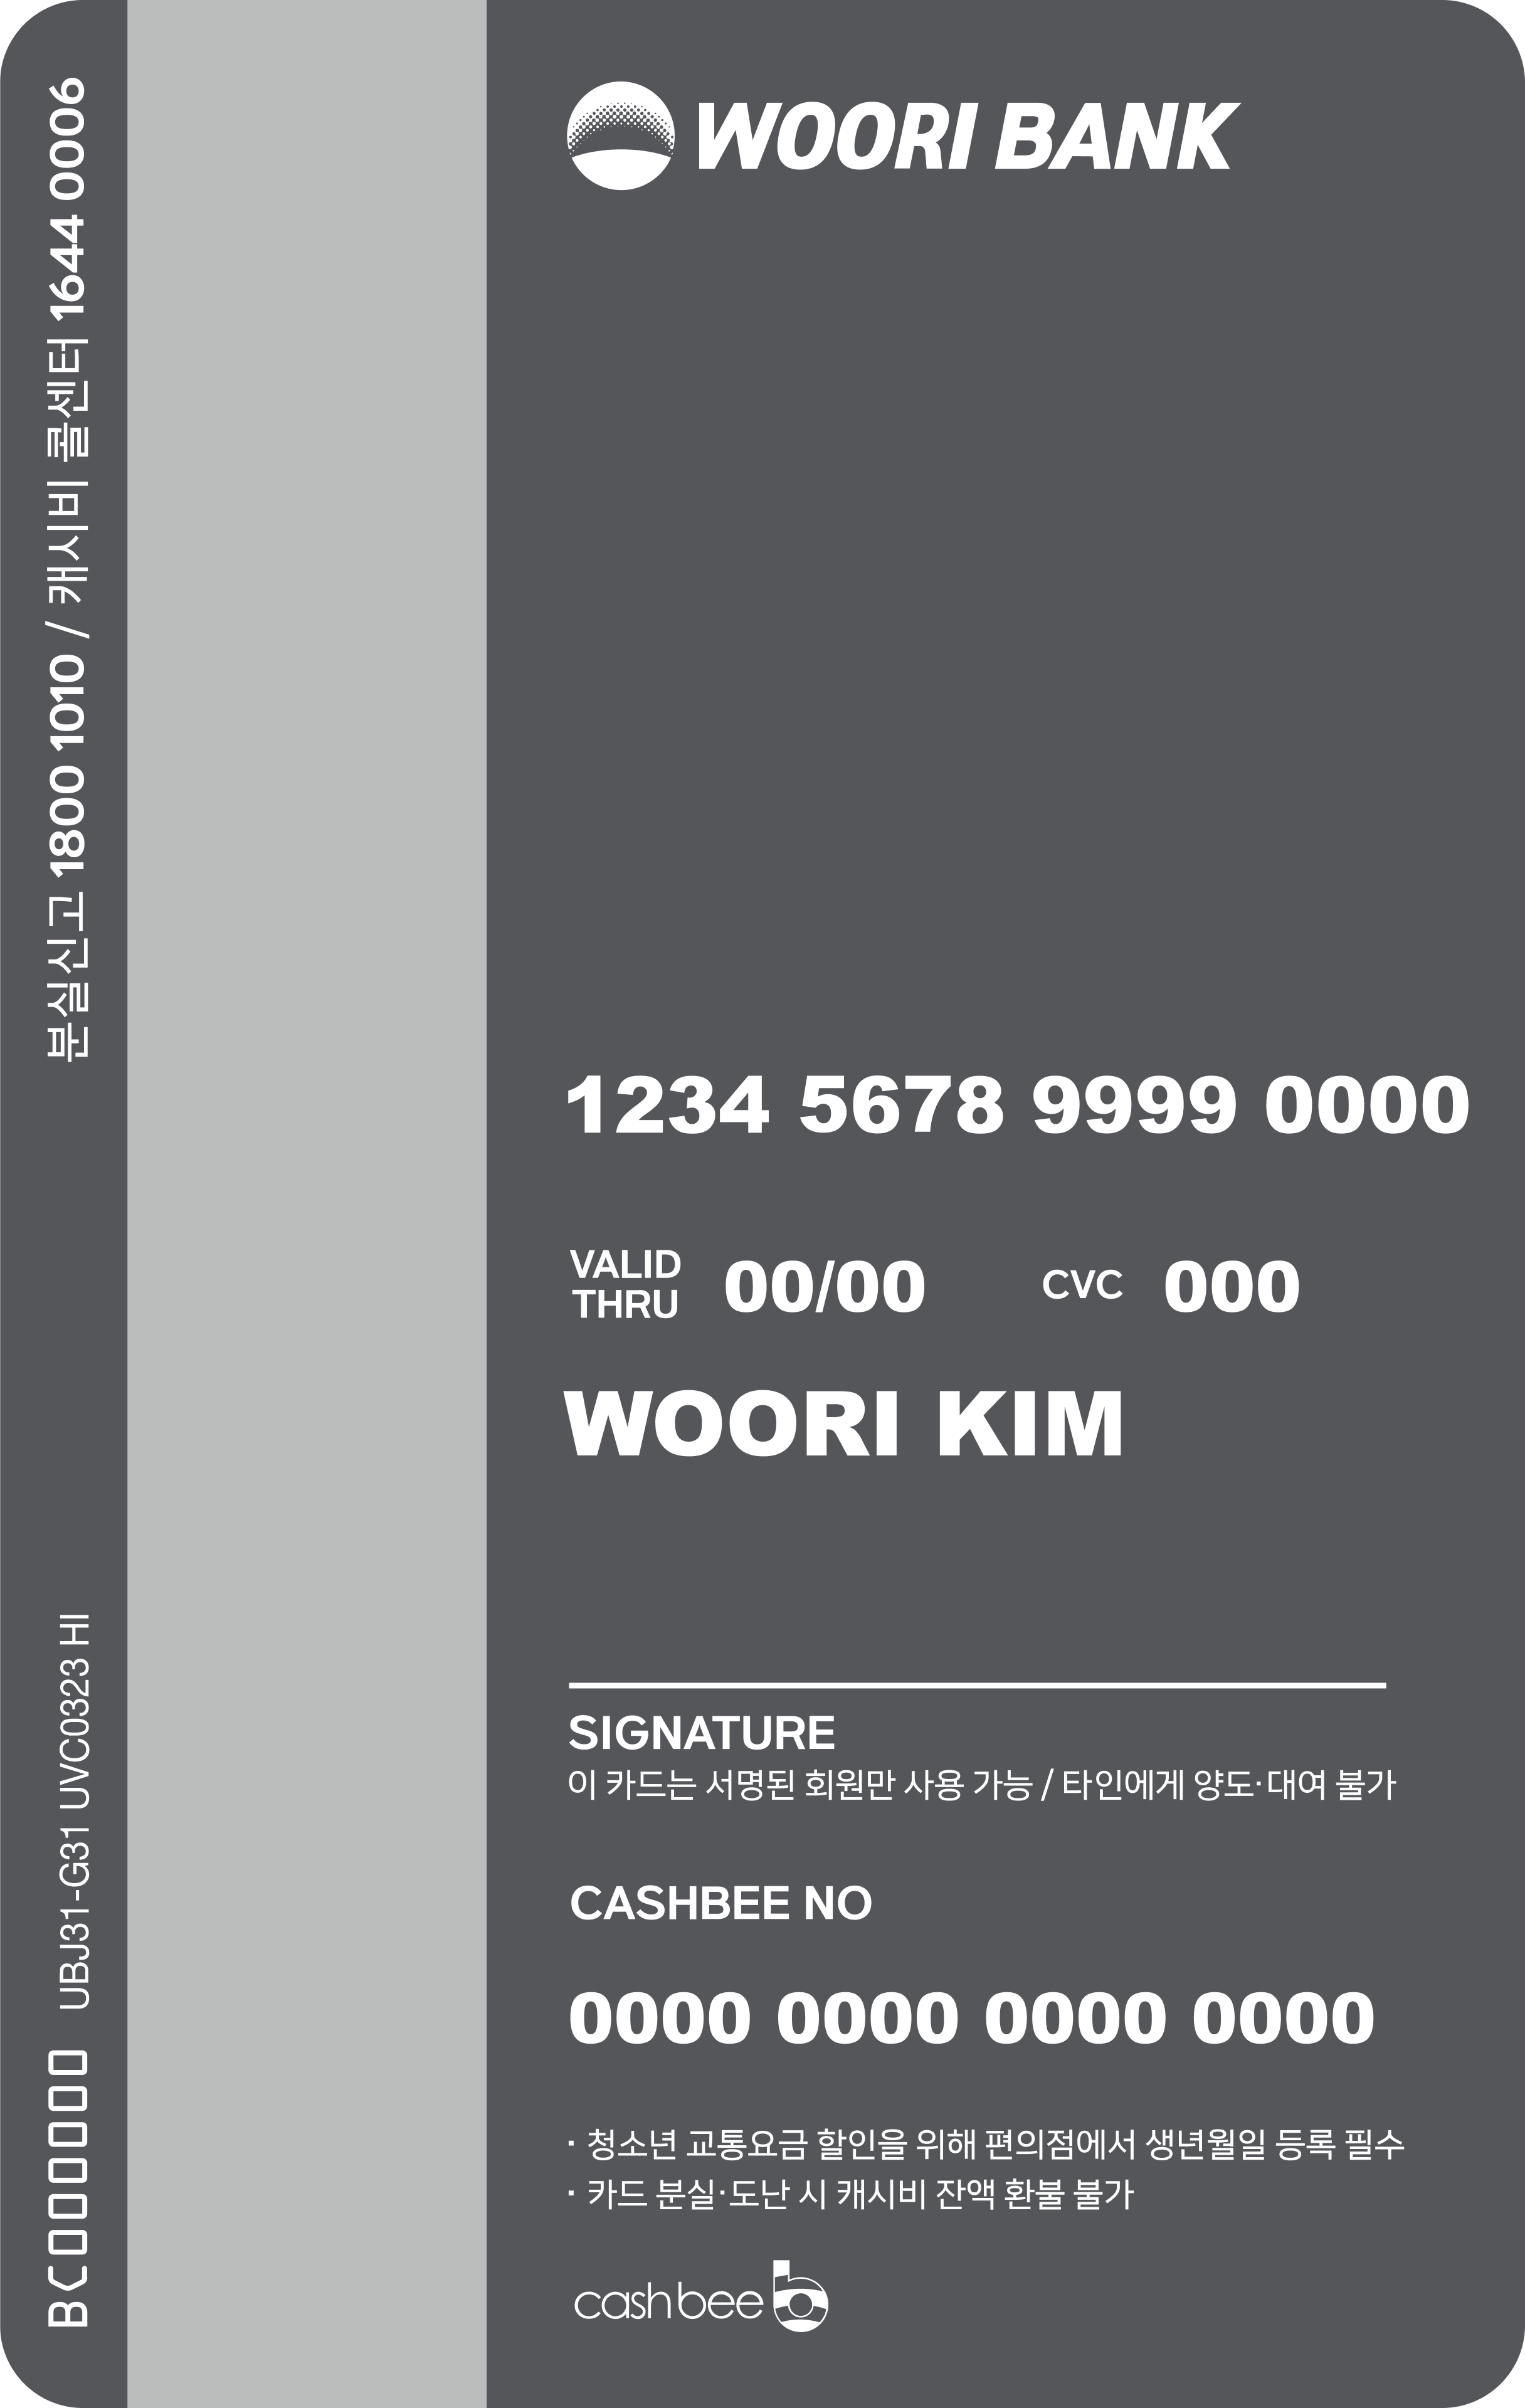 WOORI BANK
1234 5678 9999 0000
VALID THRU 00/00 CVC 000
WOORI KIM
SIGNATURE
이 카드는 서명된 회원만 사용 가능 / 타인에게 양도·대여 불가
CASHBEE NO
0000 0000 0000 0000
· 청소년 교통요금 할인을 위해 편의점에서 생년월일 등록 필수
· 카드 분실·도난 시 캐시비 잔액 환불 불가
cashbee b
분실신고 1800 1010 / 캐시비 콜센터 1644 0006
BC000000 UBJ31-G31 UVC0323 HI